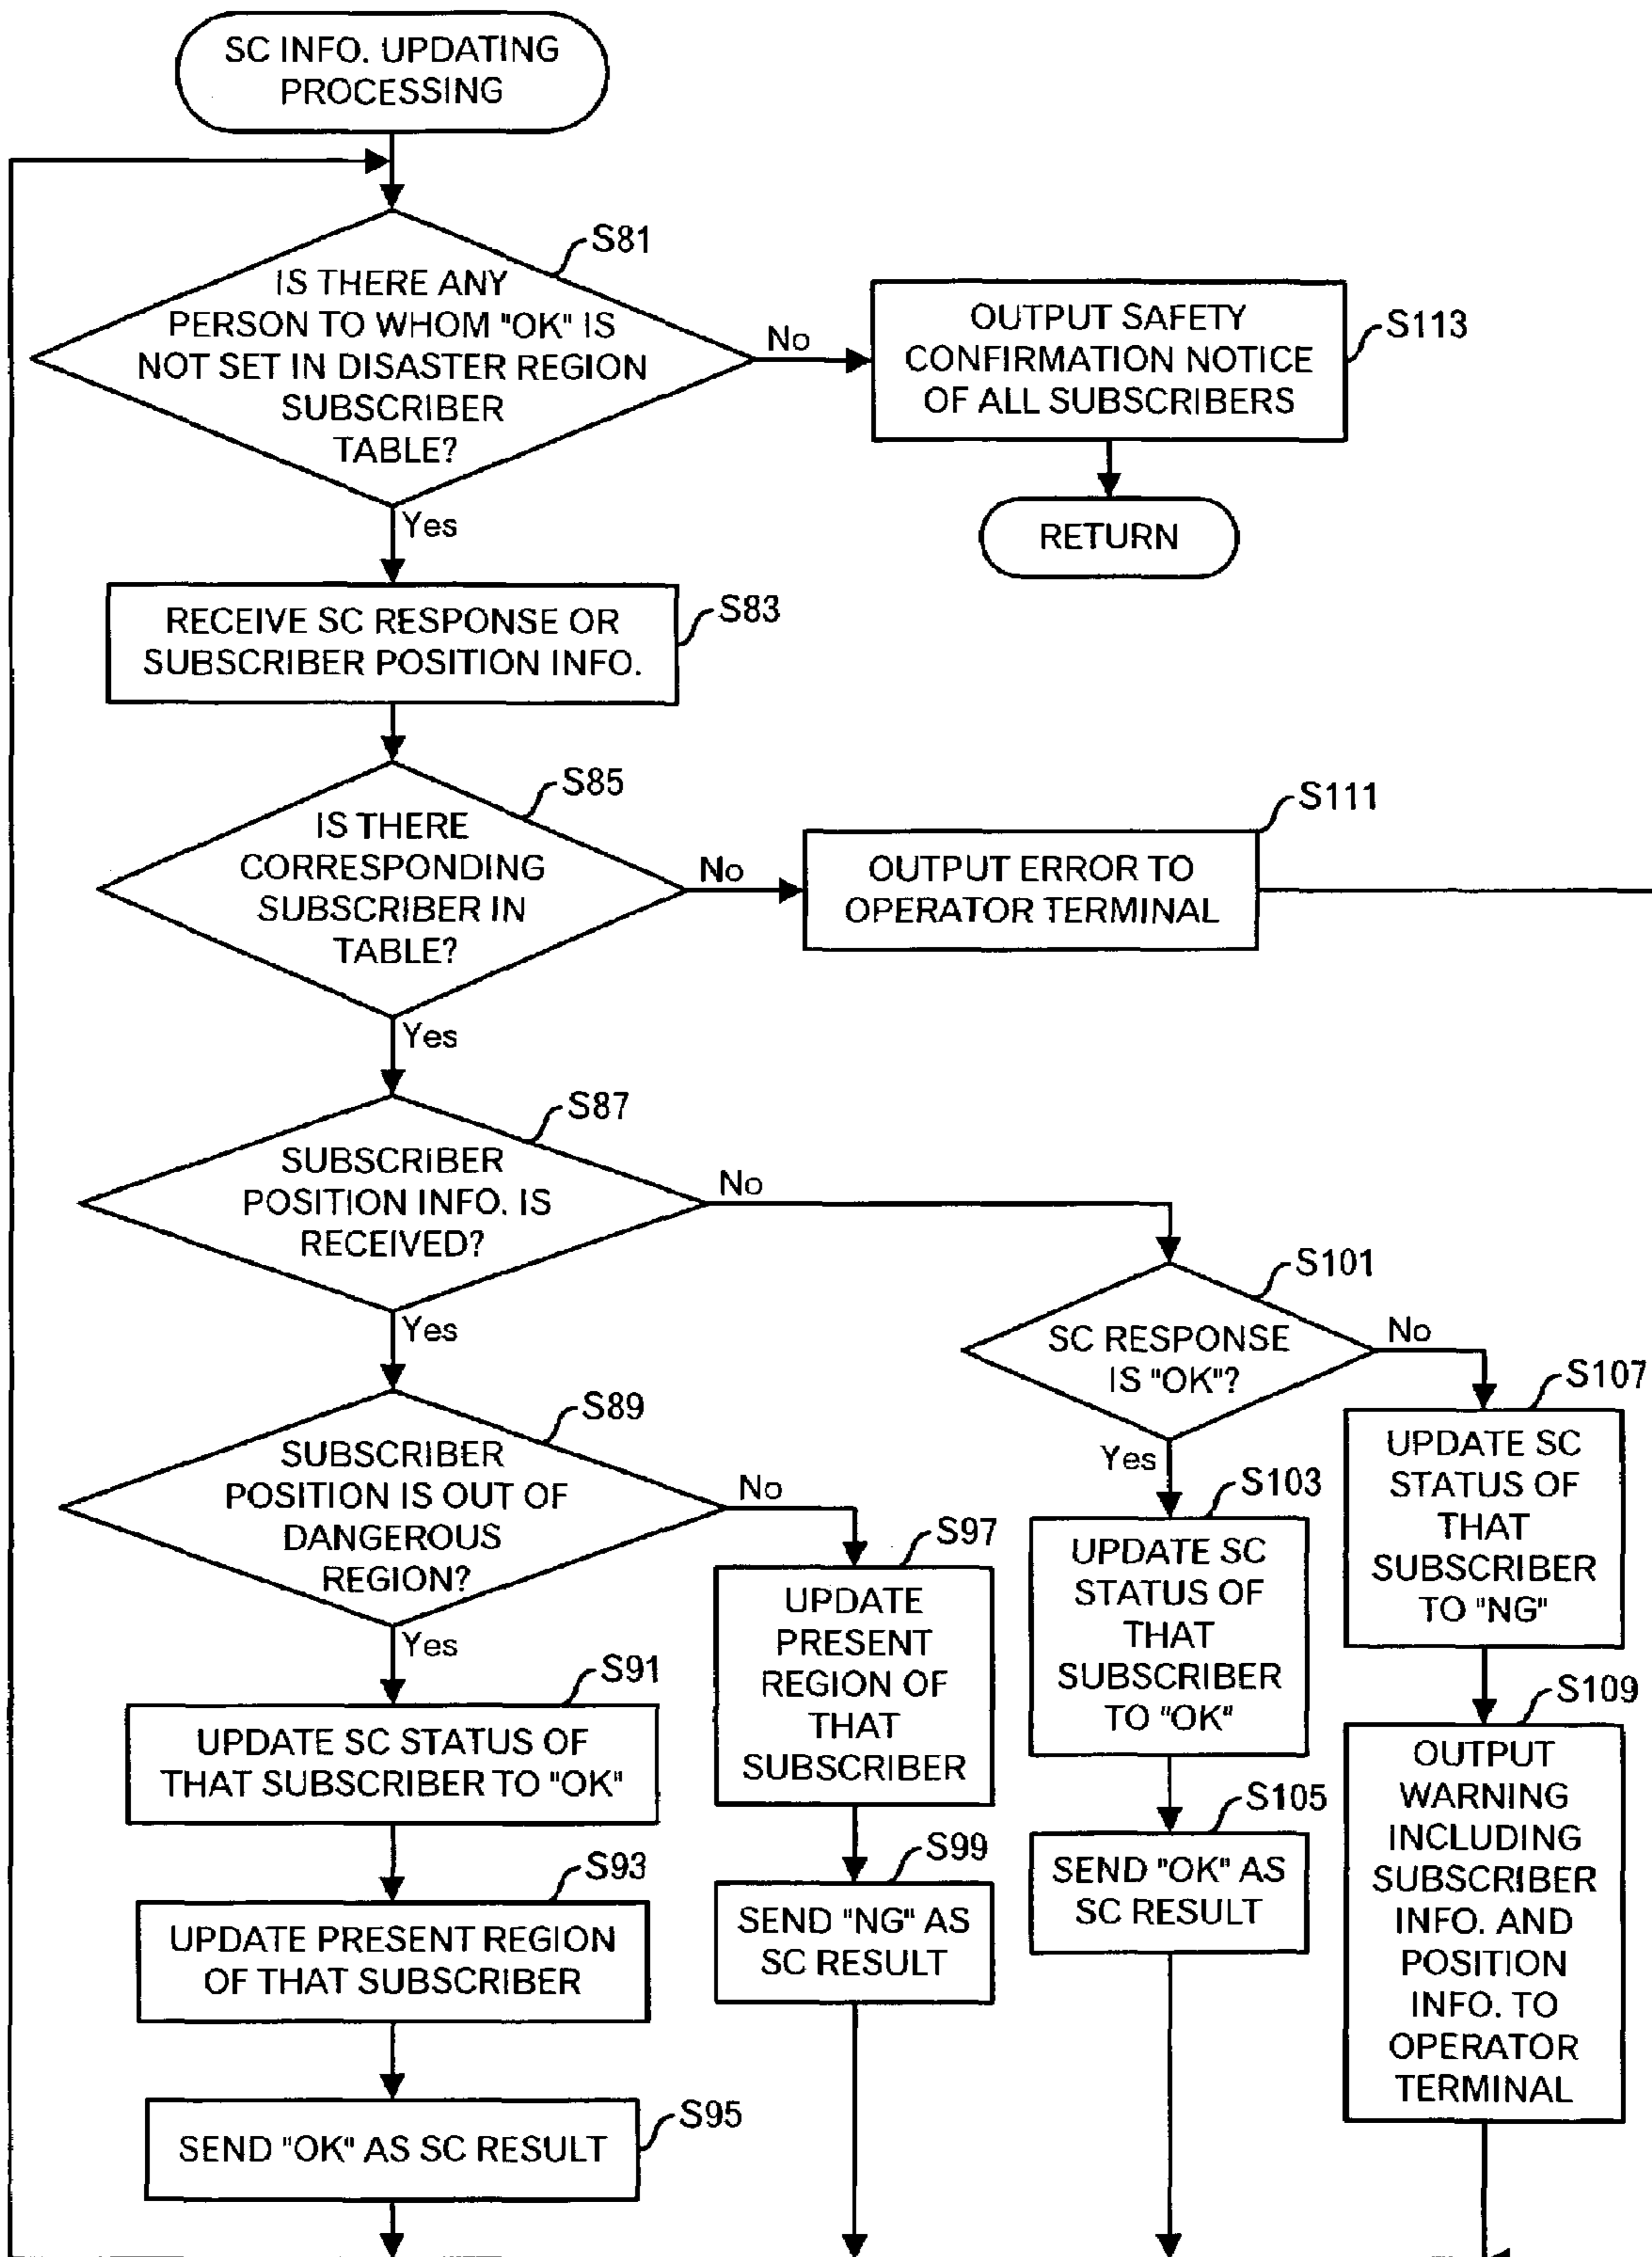 SC INFO. UPDATING
PROCESSING
S81
IS THERE ANY
PERSON TO WHOM "OK" IS
NOT SET IN DISASTER REGION
SUBSCRIBER
TABLE?
No
Yes
OUTPUT SAFETY
CONFIRMATION NOTICE
OF ALL SUBSCRIBERS
S113
RETURN
RECEIVE SC RESPONSE OR
SUBSCRIBER POSITION INFO.
S83
S85
IS THERE
CORRESPONDING
SUBSCRIBER IN
TABLE?
No
Yes
S111
OUTPUT ERROR TO
OPERATOR TERMINAL
S87
SUBSCRIBER
POSITION INFO. IS
RECEIVED?
No
Yes
S101
SC RESPONSE
IS "OK"?
No
Yes
S89
SUBSCRIBER
POSITION IS OUT OF
DANGEROUS
REGION?
No
Yes
S91
UPDATE SC STATUS OF
THAT SUBSCRIBER TO "OK"
S93
UPDATE PRESENT REGION
OF THAT SUBSCRIBER
S95
SEND "OK" AS SC RESULT
S97
UPDATE
PRESENT
REGION OF
THAT
SUBSCRIBER
S99
SEND "NG" AS
SC RESULT
S103
UPDATE SC
STATUS OF
THAT
SUBSCRIBER
TO "OK"
S105
SEND "OK" AS
SC RESULT
S107
UPDATE SC
STATUS OF
THAT
SUBSCRIBER
TO "NG"
S109
OUTPUT
WARNING
INCLUDING
SUBSCRIBER
INFO. AND
POSITION
INFO. TO
OPERATOR
TERMINAL